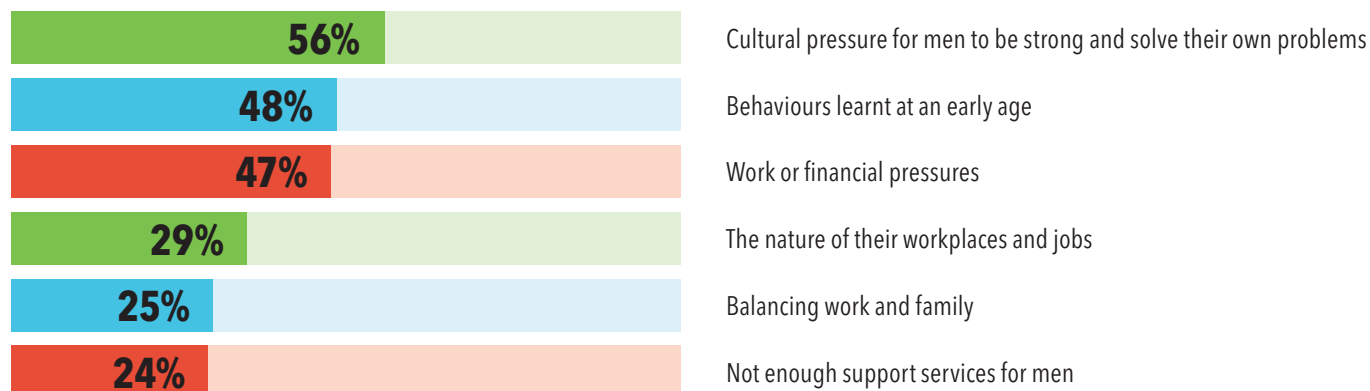 56% Cultural pressure for men to be strong and solve their own problems
48% Behaviours learnt at an early age
47% Work or financial pressures
29% The nature of their workplaces and jobs
25% Balancing work and family
24% Not enough support services for men